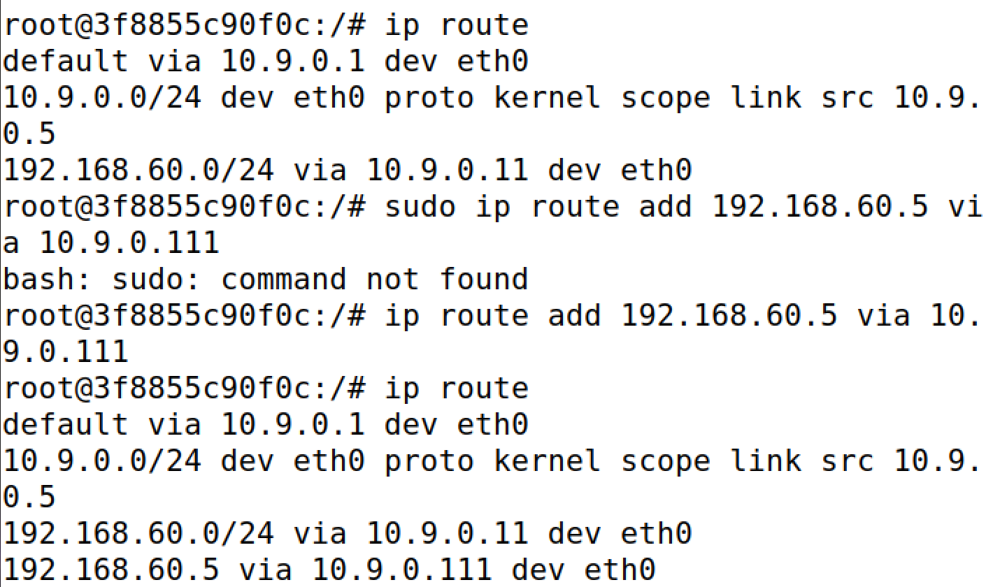 root@3f8855c90f0c:/# ip route
default via 10.9.0.1 dev eth0
10.9.0.0/24 dev eth0 proto kernel scope link src 10.9.
0.5
192.168.60.0/24 via 10.9.0.11 dev eth0
root@3f8855c90f0c:/# sudo ip route add 192.168.60.5 vi
a 10.9.0.111
bash: sudo: command not found
root@3f8855c90f0c:/# ip route add 192.168.60.5 via 10.
9.0.111
root@3f8855c90f0c:/# ip route
default via 10.9.0.1 dev eth0
10.9.0.0/24 dev eth0 proto kernel scope link src 10.9.
0.5
192.168.60.0/24 via 10.9.0.11 dev eth0
192.168.60.5 via 10.9.0.111 dev eth0